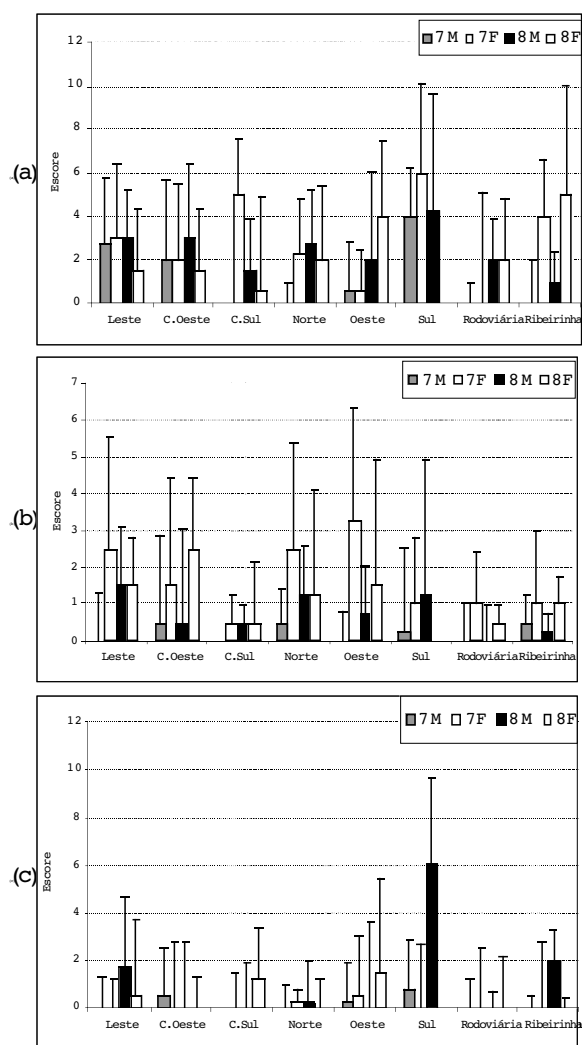 12
10
8
6
4
2
0
Escore
(a)
7M 7F 8M 8F
Leste C.Oeste C.Sul Norte Oeste Sul Rodoviária Ribeirinha
7
6
5
4
3
2
1
0
Escore
(b)
7M 7F 8M 8F
Leste C.Oeste C.Sul Norte Oeste Sul Rodoviária Ribeirinha
12
10
8
6
4
2
0
Escore
(c)
7M 7F 8M 8F
Leste C.Oeste C.Sul Norte Oeste Sul Rodoviária Ribeirinha